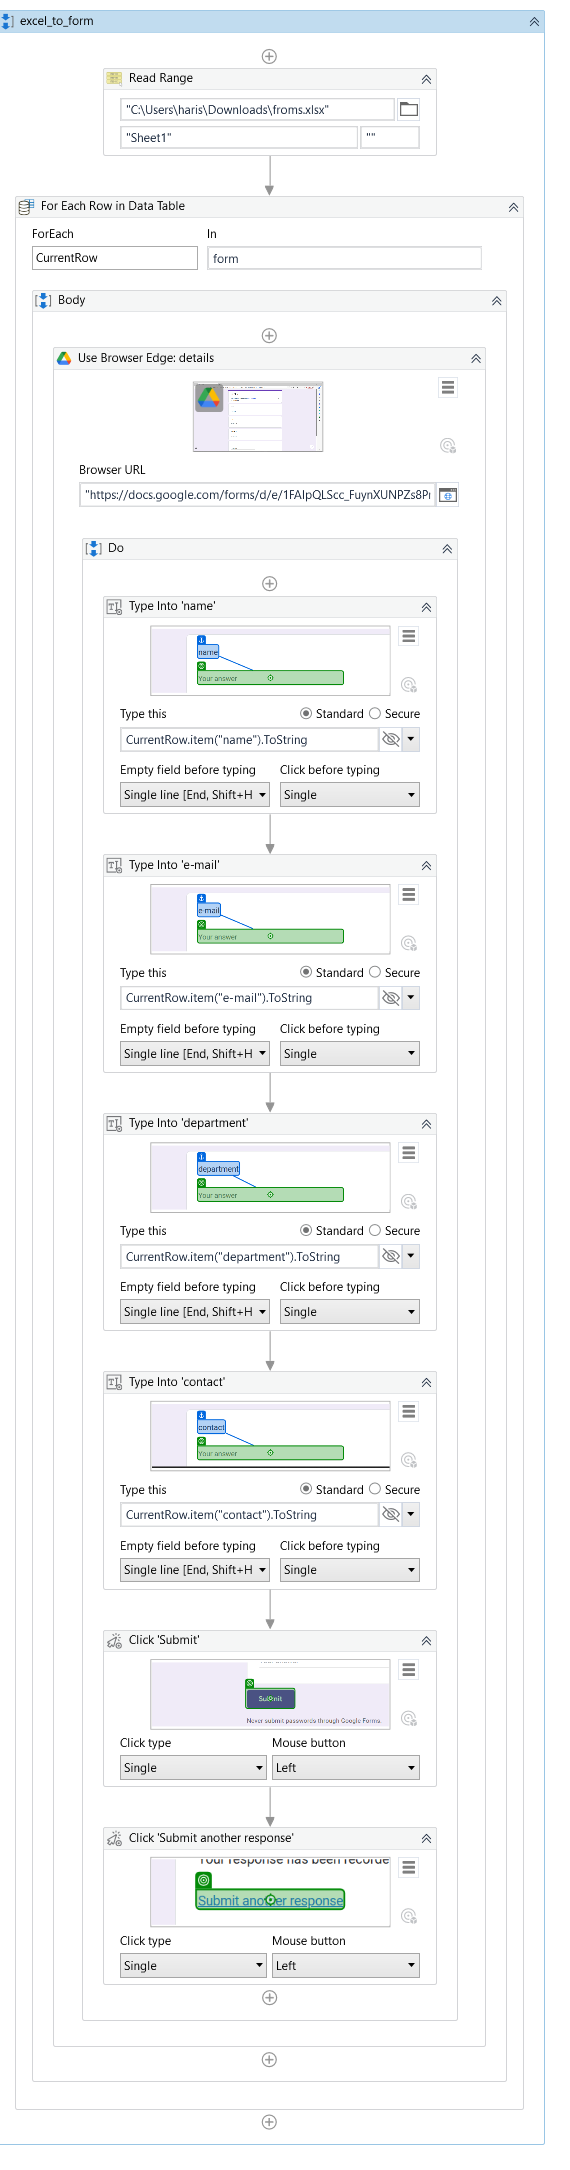 excel_to_form
Read Range
"C:\Users\haris\Downloads\froms.xlsx"
"Sheet1" ""
For Each Row in Data Table
ForEach In
CurrentRow form
Body
Use Browser Edge: details
Browser URL
"https://docs.google.com/forms/d/e/1FAIpQLScc_FuynXUNPZs8P
Do
Type Into 'name'
name
Your answer
Type this Standard Secure
CurrentRow.item("name").ToString
Empty field before typing Click before typing
Single line [End, Shift+H Single
Type Into 'e-mail'
e-mail
Your answer
Type this Standard Secure
CurrentRow.item("e-mail").ToString
Empty field before typing Click before typing
Single line [End, Shift+H Single
Type Into 'department'
department
Your answer
Type this Standard Secure
CurrentRow.item("department").ToString
Empty field before typing Click before typing
Single line [End, Shift+H Single
Type Into 'contact'
contact
Your answer
Type this Standard Secure
CurrentRow.item("contact").ToString
Empty field before typing Click before typing
Single line [End, Shift+H Single
Click 'Submit'
Submit
Never submit passwords through Google Forms.
Click type Mouse button
Single Left
Click 'Submit another response'
Your response has been recorde
Submit another response
Click type Mouse button
Single Left